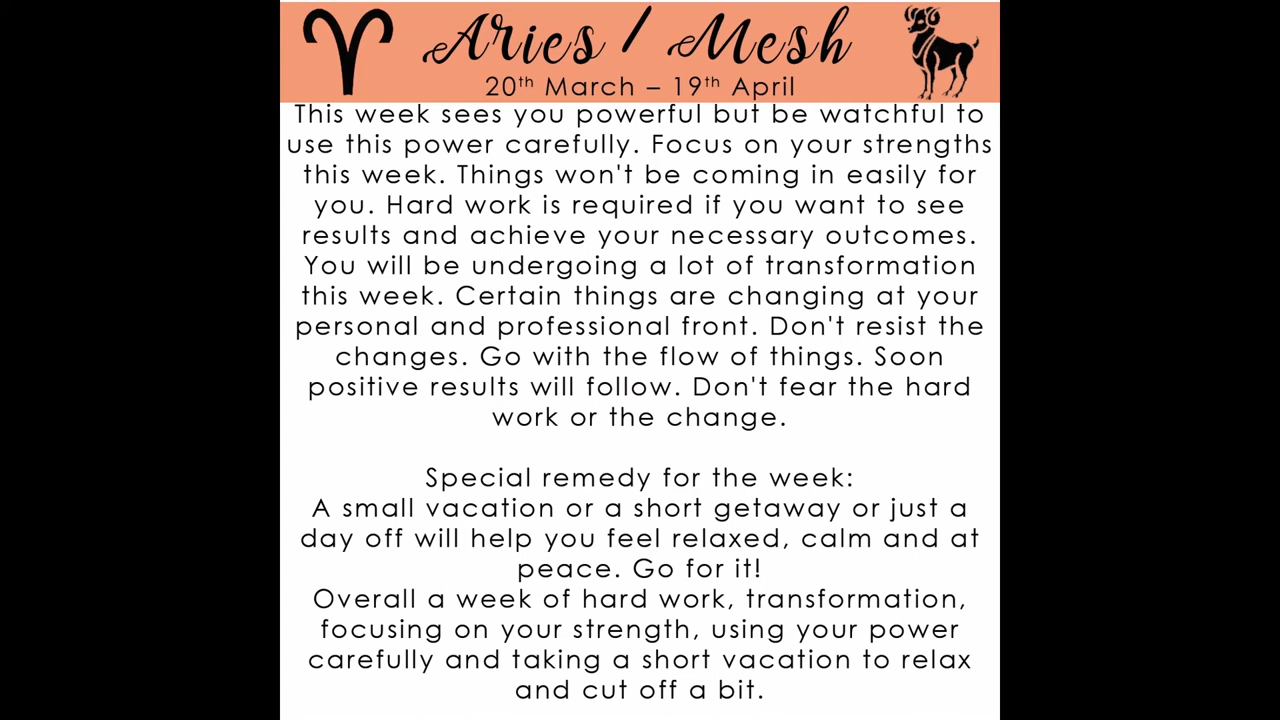 Aries / Mesh
20th March – 19th April
This week sees you powerful but be watchful to
use this power carefully. Focus on your strengths
this week. Things won't be coming in easily for
you. Hard work is required if you want to see
results and achieve your necessary outcomes.
You will be undergoing a lot of transformation
this week. Certain things are changing at your
personal and professional front. Don't resist the
changes. Go with the flow of things. Soon
positive results will follow. Don't fear the hard
work or the change.
Special remedy for the week:
A small vacation or a short getaway or just a
day off will help you feel relaxed, calm and at
peace. Go for it!
Overall a week of hard work, transformation,
focusing on your strength, using your power
carefully and taking a short vacation to relax
and cut off a bit.